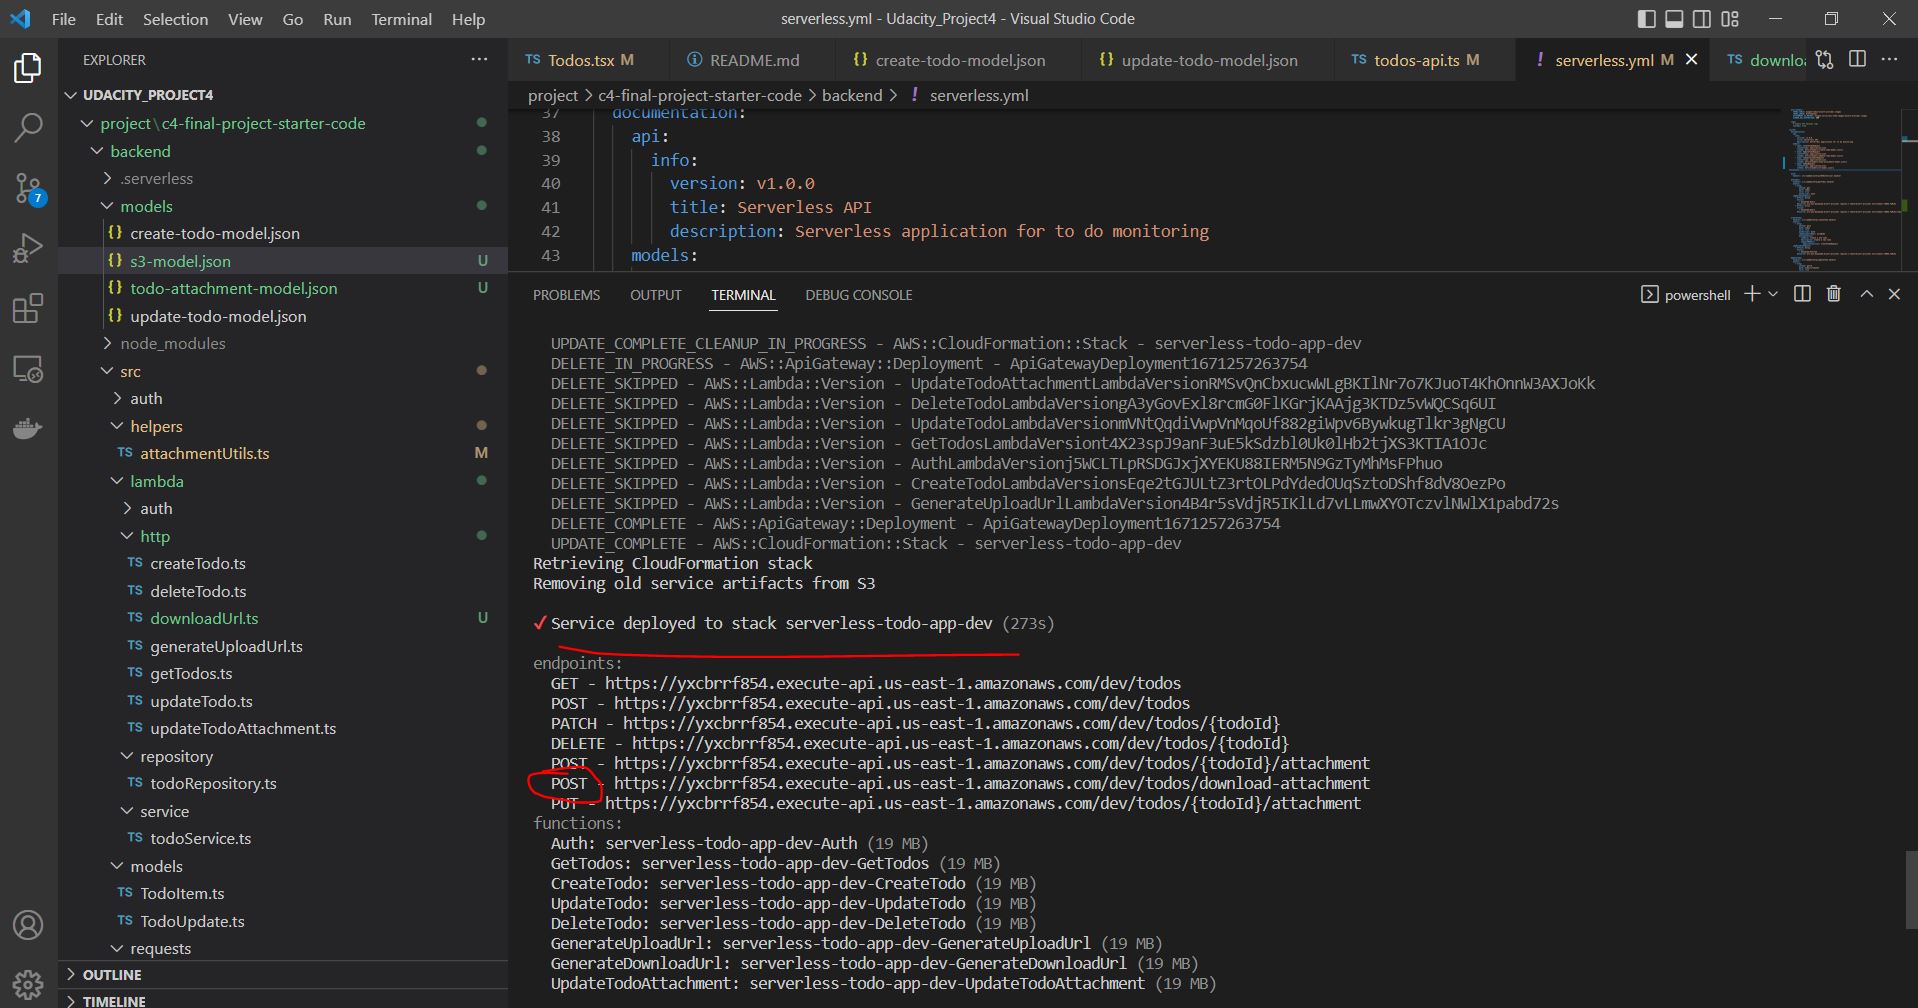 File Edit Selection View Go Run Terminal Help
serverless.yml - Udacity_Project4 - Visual Studio Code
EXPLORER
UDACITY_PROJECT4
project\c4-final-project-starter-code
backend
.serverless
models
{} create-todo-model.json
{} s3-model.json U
{} todo-attachment-model.json U
{} update-todo-model.json
node_modules
src
auth
helpers
TS attachmentUtils.ts M
lambda
auth
http
TS createTodo.ts
TS deleteTodo.ts
TS downloadUrl.ts U
TS generateUploadUrl.ts
TS getTodos.ts
TS updateTodo.ts
TS updateTodoAttachment.ts
repository
TS todoRepository.ts
service
TS todoService.ts
models
TS TodoItem.ts
TS TodoUpdate.ts
requests
OUTLINE
TIMELINE
7
TS Todos.tsx M README.md {} create-todo-model.json {} update-todo-model.json TS todos-api.ts M ! serverless.yml M TS downloa
project > c4-final-project-starter-code > backend > ! serverless.yml
37 documentation:
38 api:
39 info:
40 version: v1.0.0
41 title: Serverless API
42 description: Serverless application for to do monitoring
43 models:
PROBLEMS OUTPUT TERMINAL DEBUG CONSOLE
powershell
UPDATE_COMPLETE_CLEANUP_IN_PROGRESS - AWS::CloudFormation::Stack - serverless-todo-app-dev
DELETE_IN_PROGRESS - AWS::ApiGateway::Deployment - ApiGatewayDeployment1671257263754
DELETE_SKIPPED - AWS::Lambda::Version - UpdateTodoAttachmentLambdaVersionRMSvQnCbxucwWLgBKIlNr7o7KJuoT4KhOnnW3AXJoKk
DELETE_SKIPPED - AWS::Lambda::Version - DeleteTodoLambdaVersiongA3yGovExl8rcmG0FlKGrjKAAjg3KTDz5vWQCSq6UI
DELETE_SKIPPED - AWS::Lambda::Version - UpdateTodoLambdaVersionmVNtQqdiVwpVnMqoUf882giWpv6BywkugTlkr3gNgCU
DELETE_SKIPPED - AWS::Lambda::Version - GetTodosLambdaVersiont4X23spJ9anF3uE5kSdzbl0Uk0lHb2tjXS3KTIA1OJc
DELETE_SKIPPED - AWS::Lambda::Version - AuthLambdaVersionj5WCLTLpRSDGJxjXYEKU88IERM5N9GzTyMhMsFPhuo
DELETE_SKIPPED - AWS::Lambda::Version - CreateTodoLambdaVersionsEqe2tGJULtZ3rtOLPdYdedOUqSztoDShf8dV8OezPo
DELETE_SKIPPED - AWS::Lambda::Version - GenerateUploadUrlLambdaVersion4B4r5sVdjR5IKlLd7vLLmwXYOTczvlNWlX1pabd72s
DELETE_COMPLETE - AWS::ApiGateway::Deployment - ApiGatewayDeployment1671257263754
UPDATE_COMPLETE - AWS::CloudFormation::Stack - serverless-todo-app-dev
Retrieving CloudFormation stack
Removing old service artifacts from S3
✓ Service deployed to stack serverless-todo-app-dev (273s)
endpoints:
GET - https://yxcbrrf854.execute-api.us-east-1.amazonaws.com/dev/todos
POST - https://yxcbrrf854.execute-api.us-east-1.amazonaws.com/dev/todos
PATCH - https://yxcbrrf854.execute-api.us-east-1.amazonaws.com/dev/todos/{todoId}
DELETE - https://yxcbrrf854.execute-api.us-east-1.amazonaws.com/dev/todos/{todoId}
POST - https://yxcbrrf854.execute-api.us-east-1.amazonaws.com/dev/todos/{todoId}/attachment
POST - https://yxcbrrf854.execute-api.us-east-1.amazonaws.com/dev/todos/download-attachment
PUT - https://yxcbrrf854.execute-api.us-east-1.amazonaws.com/dev/todos/{todoId}/attachment
functions:
Auth: serverless-todo-app-dev-Auth (19 MB)
GetTodos: serverless-todo-app-dev-GetTodos (19 MB)
CreateTodo: serverless-todo-app-dev-CreateTodo (19 MB)
UpdateTodo: serverless-todo-app-dev-UpdateTodo (19 MB)
DeleteTodo: serverless-todo-app-dev-DeleteTodo (19 MB)
GenerateUploadUrl: serverless-todo-app-dev-GenerateUploadUrl (19 MB)
GenerateDownloadUrl: serverless-todo-app-dev-GenerateDownloadUrl (19 MB)
UpdateTodoAttachment: serverless-todo-app-dev-UpdateTodoAttachment (19 MB)